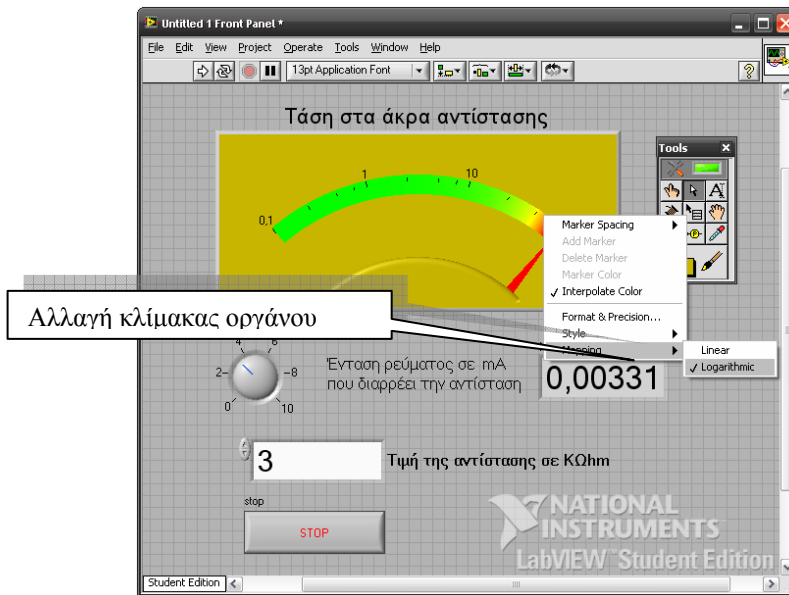 Untitled 1 Front Panel *
File Edit View Project Operate Tools Window Help
13pt Application Font
?
Τάση στα άκρα αντίστασης
0,1
1
10
Tools
Marker Spacing
Add Marker
Delete Marker
Marker Color
✓ Interpolate Color
Format & Precision...
Style
Mapping
Linear
✓ Logarithmic
Αλλαγή κλίμακας οργάνου
0
2
4
6
8
10
Ένταση ρεύματος σε mA
που διαρρέει την αντίσταση
0,00331
3
Τιμή της αντίστασης σε KΩhm
stop
STOP
NATIONAL
INSTRUMENTS
LabVIEW™ Student Edition
Student Edition